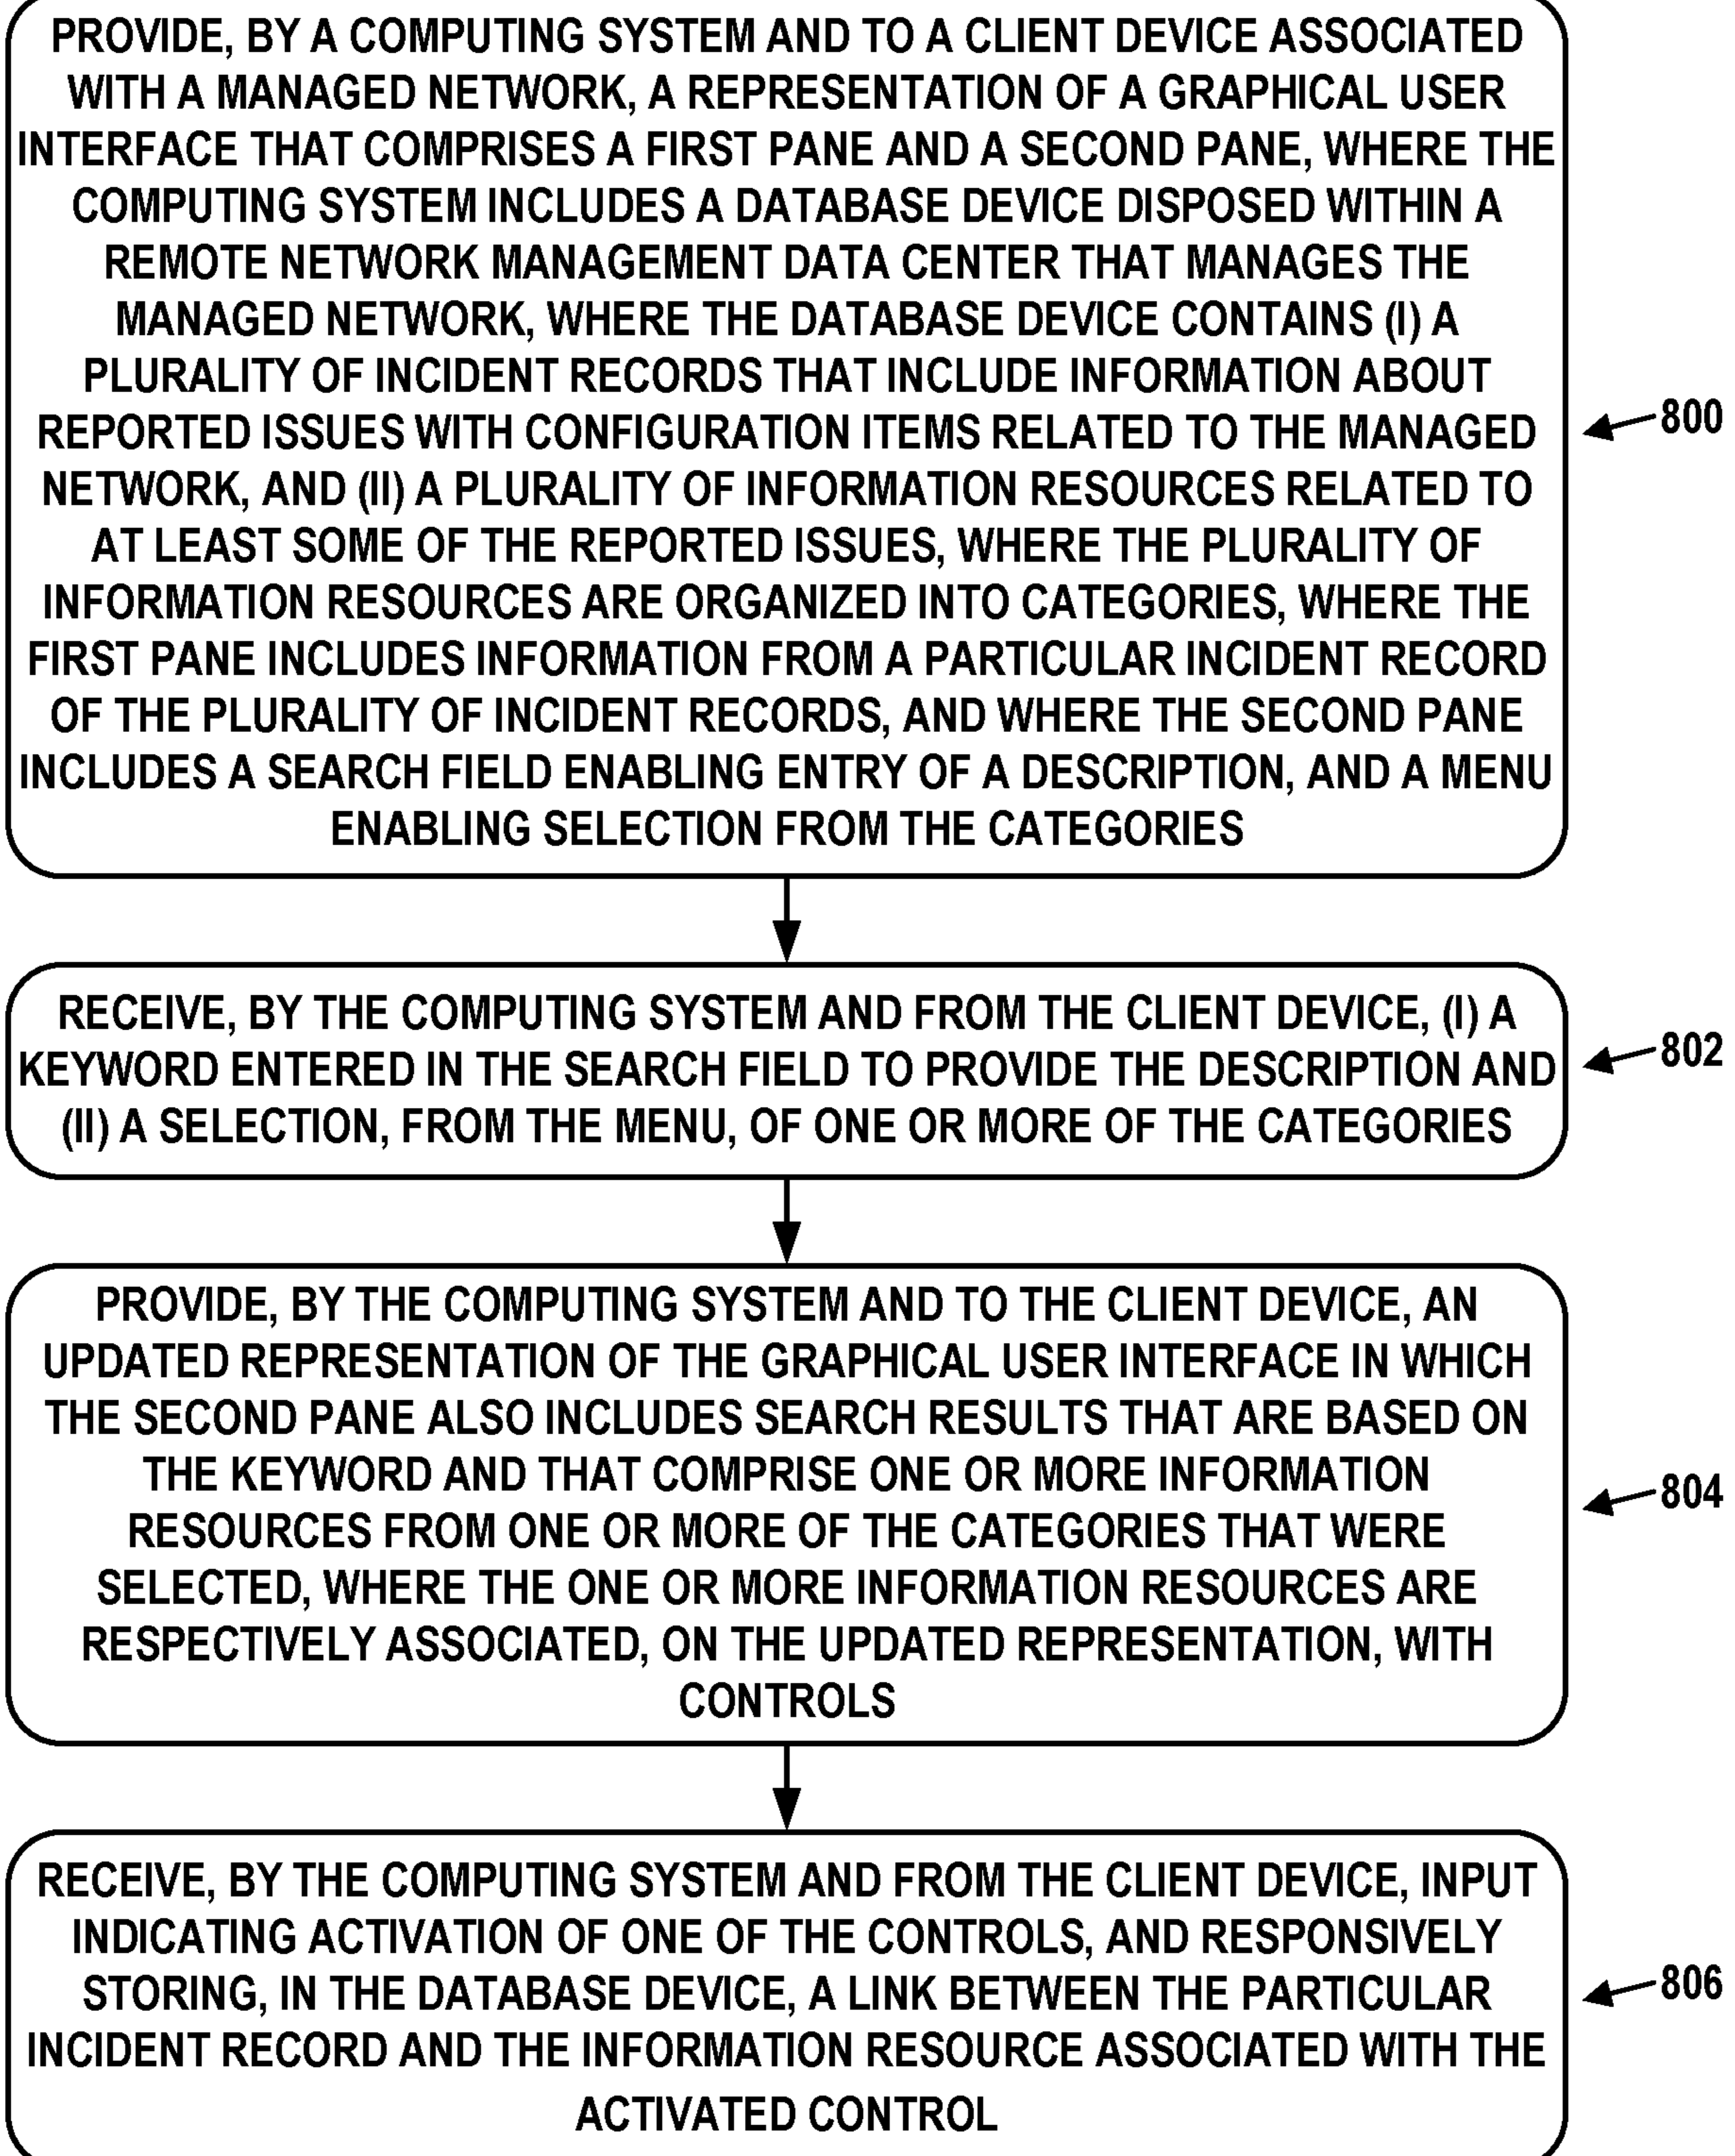 PROVIDE, BY A COMPUTING SYSTEM AND TO A CLIENT DEVICE ASSOCIATED
WITH A MANAGED NETWORK, A REPRESENTATION OF A GRAPHICAL USER
INTERFACE THAT COMPRISES A FIRST PANE AND A SECOND PANE, WHERE THE
COMPUTING SYSTEM INCLUDES A DATABASE DEVICE DISPOSED WITHIN A
REMOTE NETWORK MANAGEMENT DATA CENTER THAT MANAGES THE
MANAGED NETWORK, WHERE THE DATABASE DEVICE CONTAINS (I) A
PLURALITY OF INCIDENT RECORDS THAT INCLUDE INFORMATION ABOUT
REPORTED ISSUES WITH CONFIGURATION ITEMS RELATED TO THE MANAGED
NETWORK, AND (II) A PLURALITY OF INFORMATION RESOURCES RELATED TO
AT LEAST SOME OF THE REPORTED ISSUES, WHERE THE PLURALITY OF
INFORMATION RESOURCES ARE ORGANIZED INTO CATEGORIES, WHERE THE
FIRST PANE INCLUDES INFORMATION FROM A PARTICULAR INCIDENT RECORD
OF THE PLURALITY OF INCIDENT RECORDS, AND WHERE THE SECOND PANE
INCLUDES A SEARCH FIELD ENABLING ENTRY OF A DESCRIPTION, AND A MENU
ENABLING SELECTION FROM THE CATEGORIES
800
RECEIVE, BY THE COMPUTING SYSTEM AND FROM THE CLIENT DEVICE, (I) A
KEYWORD ENTERED IN THE SEARCH FIELD TO PROVIDE THE DESCRIPTION AND
(II) A SELECTION, FROM THE MENU, OF ONE OR MORE OF THE CATEGORIES
802
PROVIDE, BY THE COMPUTING SYSTEM AND TO THE CLIENT DEVICE, AN
UPDATED REPRESENTATION OF THE GRAPHICAL USER INTERFACE IN WHICH
THE SECOND PANE ALSO INCLUDES SEARCH RESULTS THAT ARE BASED ON
THE KEYWORD AND THAT COMPRISE ONE OR MORE INFORMATION
RESOURCES FROM ONE OR MORE OF THE CATEGORIES THAT WERE
SELECTED, WHERE THE ONE OR MORE INFORMATION RESOURCES ARE
RESPECTIVELY ASSOCIATED, ON THE UPDATED REPRESENTATION, WITH
CONTROLS
804
RECEIVE, BY THE COMPUTING SYSTEM AND FROM THE CLIENT DEVICE, INPUT
INDICATING ACTIVATION OF ONE OF THE CONTROLS, AND RESPONSIVELY
STORING, IN THE DATABASE DEVICE, A LINK BETWEEN THE PARTICULAR
INCIDENT RECORD AND THE INFORMATION RESOURCE ASSOCIATED WITH THE
ACTIVATED CONTROL
806